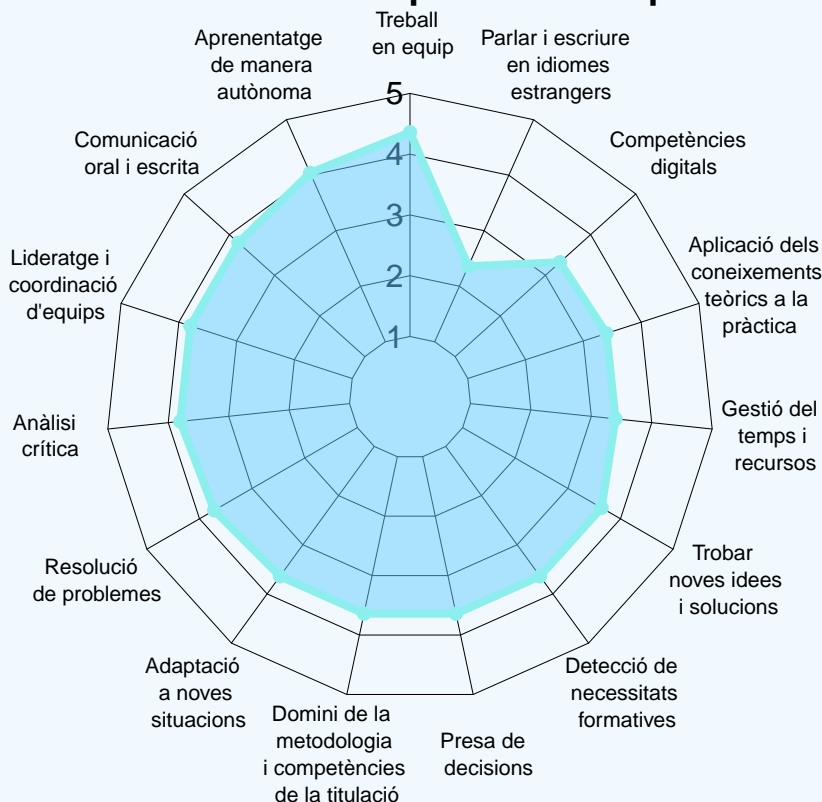 Treball
en equip
Parlar i escriure
en idiomes
estrangers
Competències
digitals
Aplicació dels
coneixements
teòrics a la
pràctica
Gestió del
temps i
recursos
Trobar
noves idees
i solucions
Detecció de
necessitats
formatives
Presa de
decisions
Domini de la
metodologia
i competències
de la titulació
Adaptació
a noves
situacions
Resolució
de problemes
Anàlisi
crítica
Lideratge i
coordinació
d'equips
Comunicació
oral i escrita
Aprenentatge
de manera
autònoma
5
4
3
2
1